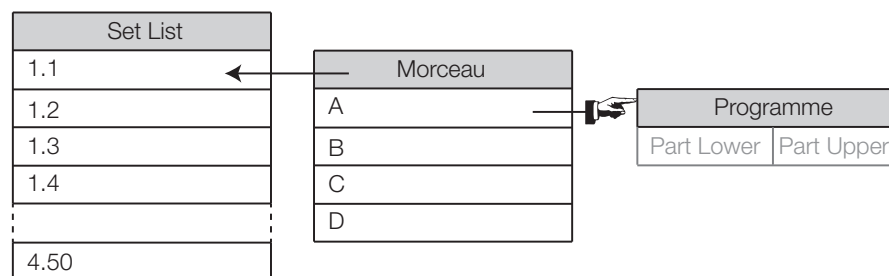 Set List
1.1
1.2
1.3
1.4
4.50
Morceau
A
B
C
D
Programme
Part Lower
Part Upper